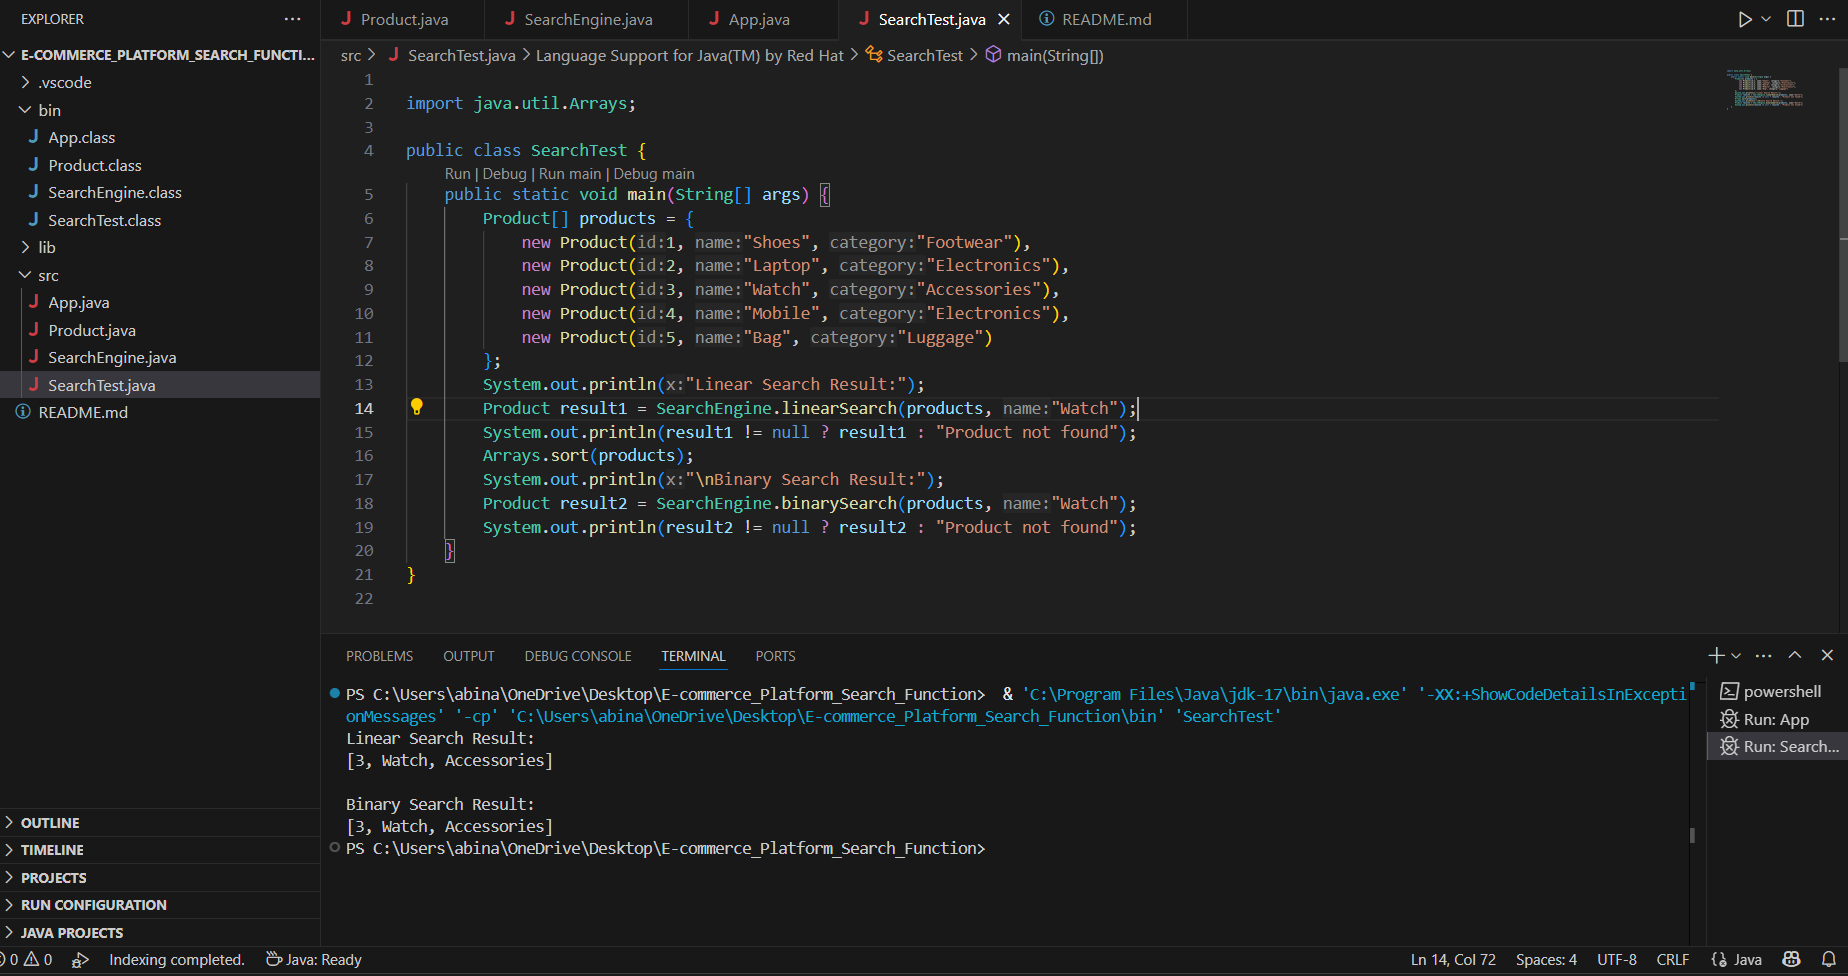 EXPLORER
E-COMMERCE_PLATFORM_SEARCH_FUNCTI...
.vscode
bin
App.class
Product.class
SearchEngine.class
SearchTest.class
lib
src
App.java
Product.java
SearchEngine.java
SearchTest.java
README.md
OUTLINE
TIMELINE
PROJECTS
RUN CONFIGURATION
JAVA PROJECTS
Product.java SearchEngine.java App.java SearchTest.java README.md
src > SearchTest.java > Language Support for Java(TM) by Red Hat > SearchTest > main(String[])
1
2 import java.util.Arrays;
3
4 public class SearchTest {
Run | Debug | Run main | Debug main
5 public static void main(String[] args) {
6 Product[] products = {
7 new Product(id:1, name:"Shoes", category:"Footwear"),
8 new Product(id:2, name:"Laptop", category:"Electronics"),
9 new Product(id:3, name:"Watch", category:"Accessories"),
10 new Product(id:4, name:"Mobile", category:"Electronics"),
11 new Product(id:5, name:"Bag", category:"Luggage")
12 };
13 System.out.println(x:"Linear Search Result:");
14 Product result1 = SearchEngine.linearSearch(products, name:"Watch");
15 System.out.println(result1 != null ? result1 : "Product not found");
16 Arrays.sort(products);
17 System.out.println(x:"\nBinary Search Result:");
18 Product result2 = SearchEngine.binarySearch(products, name:"Watch");
19 System.out.println(result2 != null ? result2 : "Product not found");
20 }
21 }
22
PROBLEMS OUTPUT DEBUG CONSOLE TERMINAL PORTS
PS C:\Users\abina\OneDrive\Desktop\E-commerce_Platform_Search_Function> & 'C:\Program Files\Java\jdk-17\bin\java.exe' '-XX:+ShowCodeDetailsInExcepti
onMessages' '-cp' 'C:\Users\abina\OneDrive\Desktop\E-commerce_Platform_Search_Function\bin' 'SearchTest'
Linear Search Result:
[3, Watch, Accessories]
Binary Search Result:
[3, Watch, Accessories]
PS C:\Users\abina\OneDrive\Desktop\E-commerce_Platform_Search_Function>
powershell
Run: App
Run: Search...
0 0 Indexing completed. Java: Ready Ln 14, Col 72 Spaces: 4 UTF-8 CRLF Java